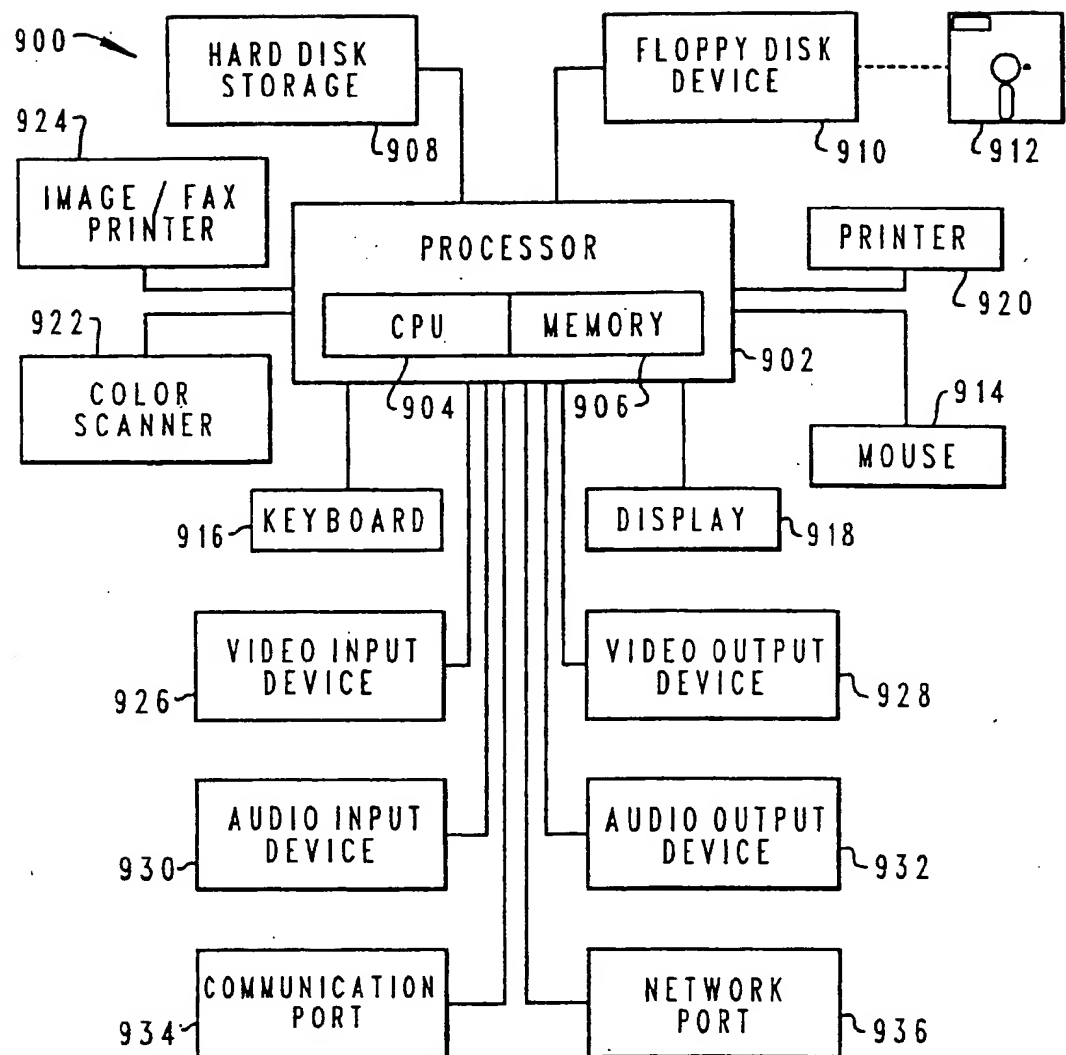 900
HARD DISK
STORAGE
908
FLOPPY DISK
DEVICE
910
912
924
IMAGE / FAX
PRINTER
PROCESSOR
CPU
MEMORY
902
904
906
PRINTER
920
922
COLOR
SCANNER
914
MOUSE
916
KEYBOARD
DISPLAY
918
VIDEO INPUT
DEVICE
926
VIDEO OUTPUT
DEVICE
928
AUDIO INPUT
DEVICE
930
AUDIO OUTPUT
DEVICE
932
COMMUNICATION
PORT
934
NETWORK
PORT
936